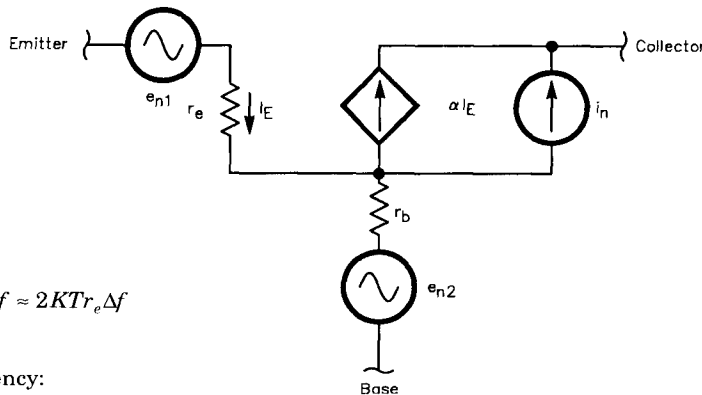 Emitter
Collector
e_{n1}
r_e
I_E
αI_E
i_n
r_b
e_{n2}
f ≈ 2KTr_eΔf
ency:
Base